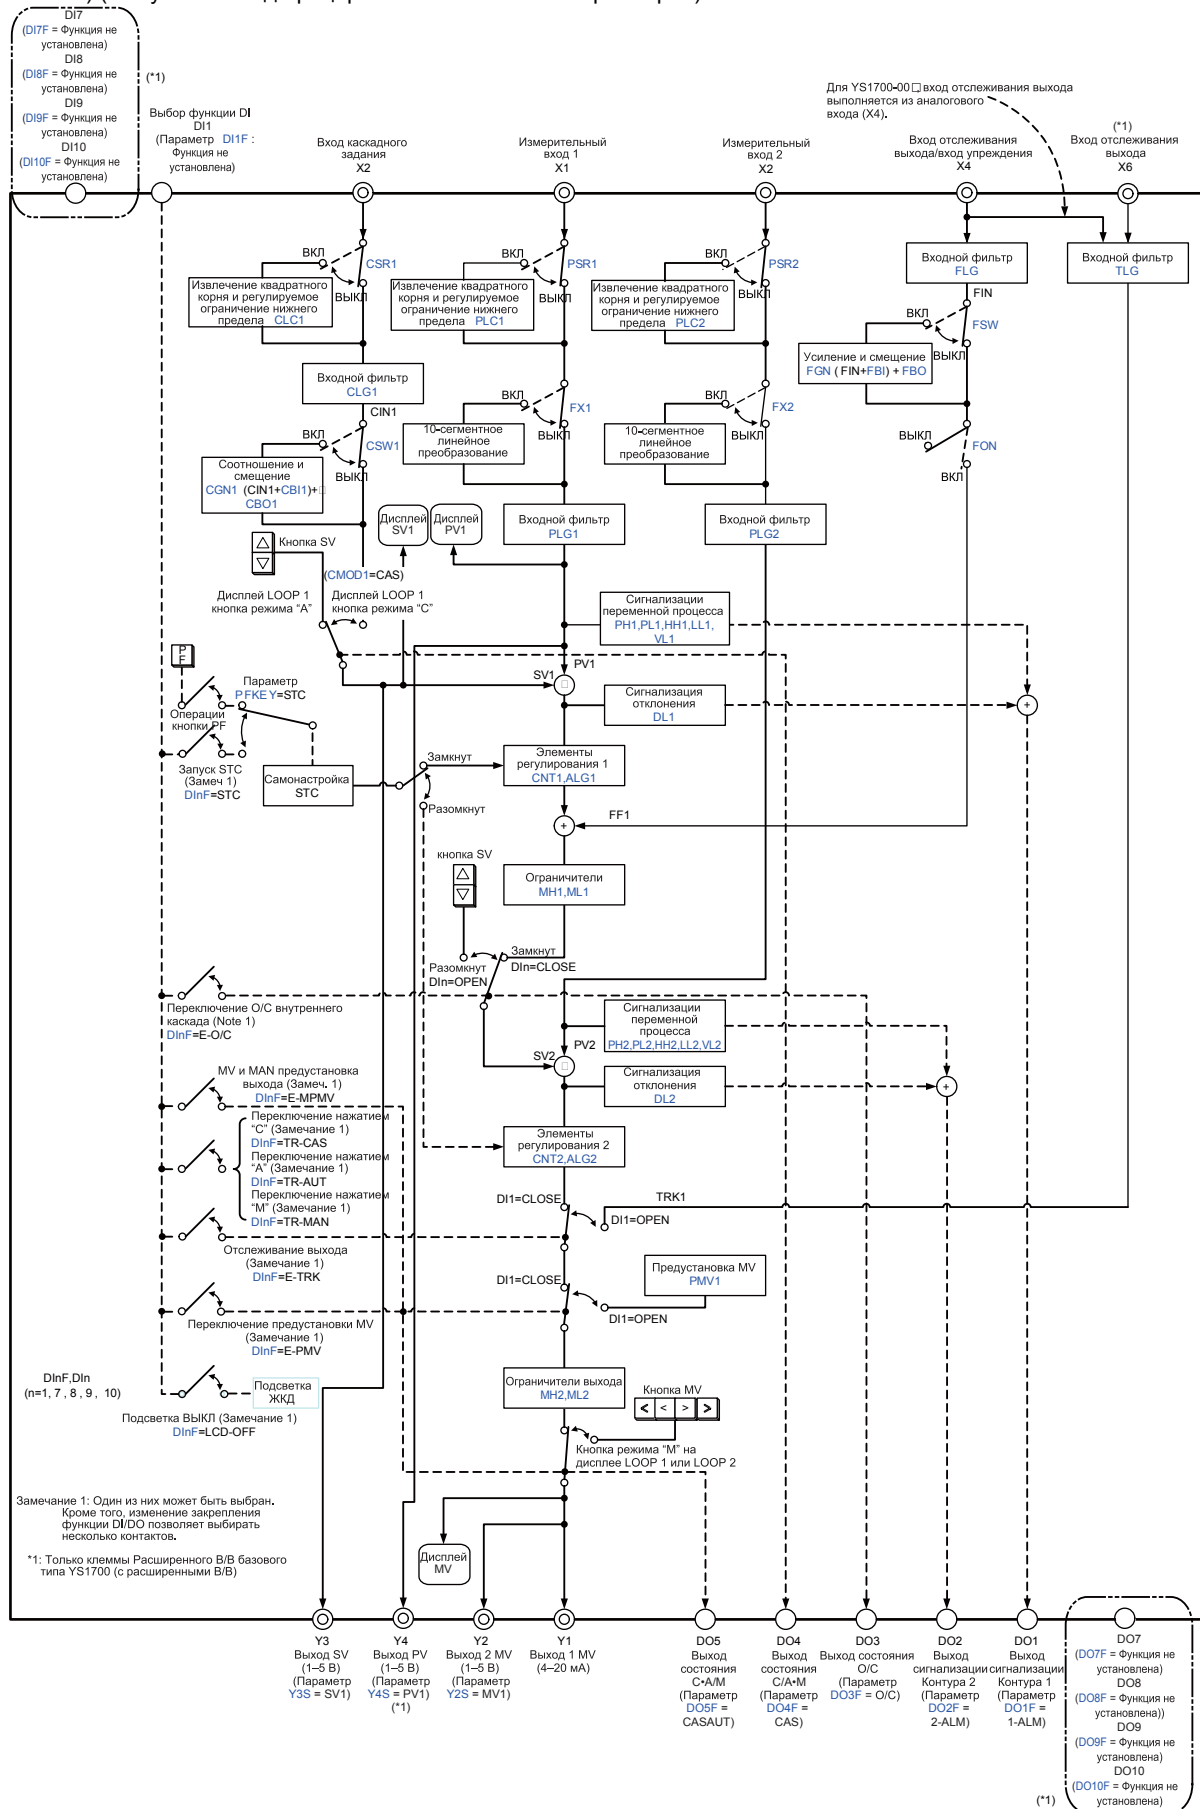 DI7
(DI7F = Функция не
установлена)
DI8
(DI8F = Функция не
установлена)
DI9
(DI9F = Функция не
установлена)
DI10
(DI10F = Функция не
установлена)
(*1)
Выбор функции DI
DI1
(Параметр DI1F :
Функция не
установлена)
Вход каскадного
задания
X2
Измерительный
вход 1
X1
Измерительный
вход 2
X2
Для YS1700-00□ вход отслеживания выхода
выполняется из аналогового
входа (X4).
Вход отслеживания
выхода/вход упреждения
X4
(*1)
Вход отслеживания
выхода
X6
ВКЛ
CSR1
ВЫКЛ
Извлечение квадратного
корня и регулируемое
ограничение нижнего
предела CLC1
ВКЛ
PSR1
ВЫКЛ
Извлечение квадратного
корня и регулируемое
ограничение нижнего
предела PLC1
ВКЛ
PSR2
ВЫКЛ
Извлечение квадратного
корня и регулируемое
ограничение нижнего
предела PLC2
Входной фильтр
FLG
Входной фильтр
TLG
FIN
ВКЛ
FSW
ВЫКЛ
Усиление и смещение
FGN ( FIN+FBI) + FBO
ВЫКЛ
FON
ВКЛ
Входной фильтр
CLG1
CIN1
ВКЛ
CSW1
ВЫКЛ
Соотношение и
смещение
CGN1 (CIN1+CBI1)+□
CBO1
ВКЛ
FX1
ВЫКЛ
10-сегментное
линейное
преобразование
ВКЛ
FX2
ВЫКЛ
10-сегментное
линейное
преобразование
Дисплей
SV1
Дисплей
PV1
Входной фильтр
PLG1
Входной фильтр
PLG2
Кнопка SV
(CMOD1=CAS)
Дисплей LOOP 1
кнопка режима “A”
Дисплей LOOP 1
кнопка режима “C”
Сигнализации
переменной процесса
PH1,PL1,HH1,LL1,
VL1
P
F
Параметр
PFKEY=STC
Операции
кнопки PF
SV1
PV1
Сигнализация
отклонения
DL1
+
Запуск STC
(Замеч 1)
DInF=STC
Самонастройка
STC
Замкнут
Разомкнут
Элементы
регулирования 1
CNT1,ALG1
FF1
+
кнопка SV
Ограничители
MH1,ML1
Замкнут
DIn=CLOSE
Разомкнут
DIn=OPEN
Переключение O/C внутреннего
каскада (Note 1)
DInF=E-O/C
Сигнализации
переменной
процесса
PH2,PL2,HH2,LL2,VL2
SV2
PV2
Сигнализация
отклонения
DL2
+
MV и MAN предустановка
выхода (Замеч. 1)
DInF=E-MPMV
Переключение нажатием
“C” (Замечание 1)
DInF=TR-CAS
Переключение нажатием
“A” (Замечание 1)
DInF=TR-AUT
Переключение нажатием
“M” (Замечание 1)
DInF=TR-MAN
Элементы
регулирования 2
CNT2,ALG2
DI1=CLOSE
TRK1
DI1=OPEN
Отслеживание выхода
(Замечание 1)
DInF=E-TRK
DI1=CLOSE
Предустановка MV
PMV1
DI1=OPEN
Переключение предустановки MV
(Замечание 1)
DInF=E-PMV
DInF,DIn
(n=1, 7 , 8 , 9 , 10)
Подсветка
ЖКД
Подсветка ВЫКЛ (Замечание 1)
DInF=LCD-OFF
Ограничители выхода
MH2,ML2
Кнопка MV
< < > >
Кнопка режима “M” на
дисплее LOOP 1 или LOOP 2
Замечание 1: Один из них может быть выбран.
Кроме того, изменение закрепления
функции DI/DO позволяет выбирать
несколько контактов.
*1: Только клеммы Расширенного В/В базового
типа YS1700 (с расширенными В/В)
Дисплей
MV
Y3
Выход SV
(1–5 В)
(Параметр
Y3S = SV1)
Y4
Выход PV
(1–5 В)
(Параметр
Y4S = PV1)
(*1)
Y2
Выход 2 MV
(1–5 В)
(Параметр
Y2S = MV1)
Y1
Выход 1 MV
(4–20 мА)
DO5
Выход
состояния
C•A/M
(Параметр
DO5F =
CASAUT)
DO4
Выход
состояния
C/A•M
(Параметр
DO4F =
CAS)
DO3
Выход состояния
O/C
(Параметр
DO3F = O/C)
DO2
Выход
сигнализации
Контура 2
(Параметр
DO2F =
2-ALM)
DO1
Выход
сигнализации
Контура 1
(Параметр
DO1F =
1-ALM)
DO7
(DO7F = Функция не
установлена)
DO8
(DO8F = Функция не
установлена))
DO9
(DO9F = Функция не
установлена)
DO10
(DO10F = Функция не
установлена)
(*1)